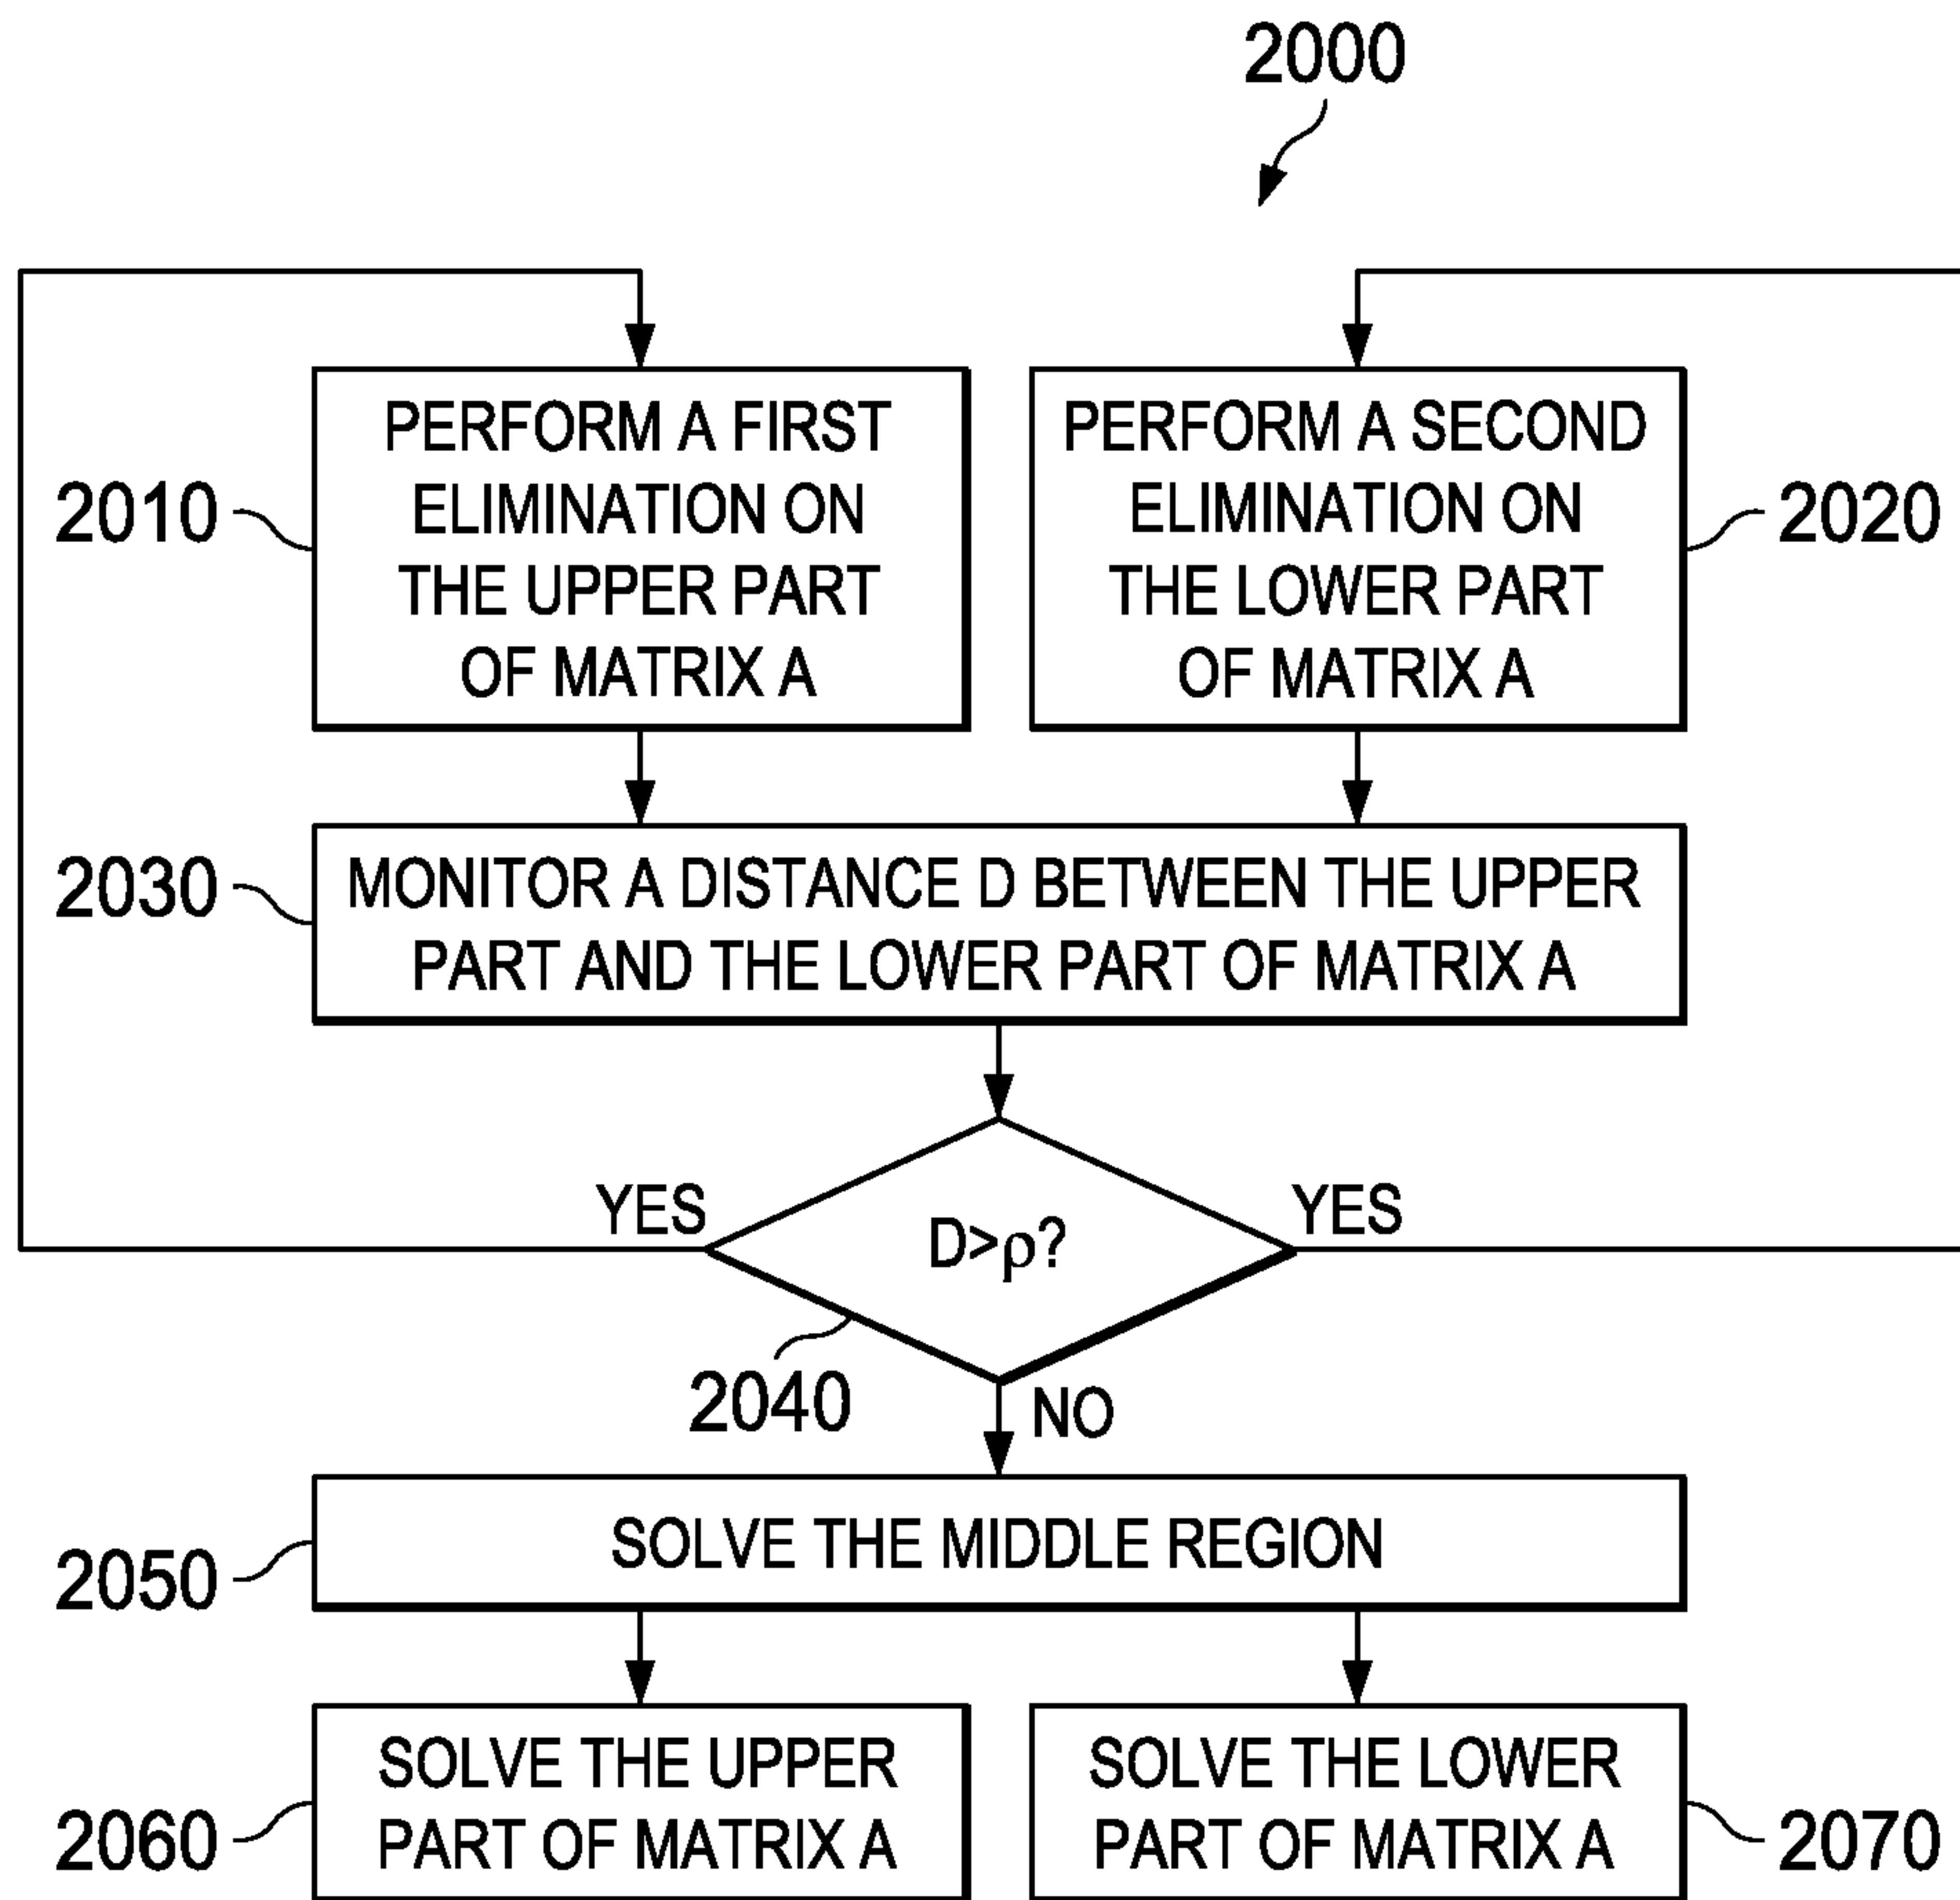 2000
PERFORM A FIRST
ELIMINATION ON
THE UPPER PART
OF MATRIX A
2010
PERFORM A SECOND
ELIMINATION ON
THE LOWER PART
OF MATRIX A
2020
MONITOR A DISTANCE D BETWEEN THE UPPER
PART AND THE LOWER PART OF MATRIX A
2030
YES
D>ρ?
YES
2040
NO
SOLVE THE MIDDLE REGION
2050
SOLVE THE UPPER
PART OF MATRIX A
2060
SOLVE THE LOWER
PART OF MATRIX A
2070